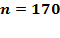 n = 170